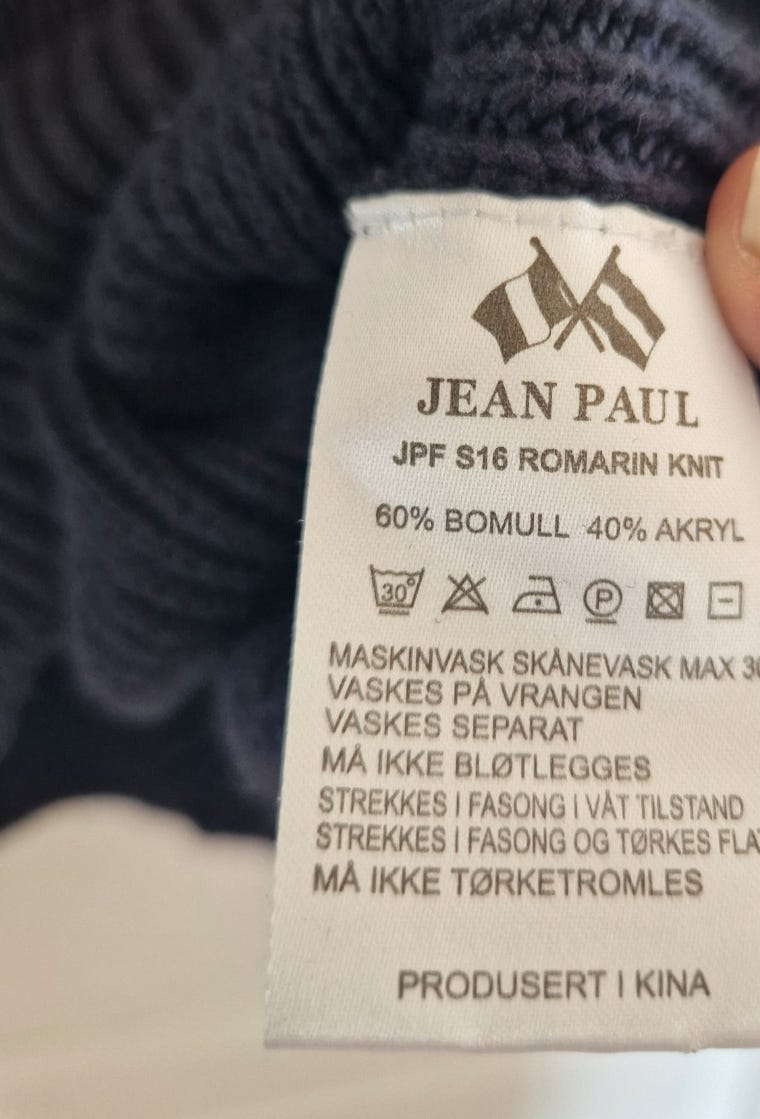 JEAN PAUL
JPF S16 ROMARIN KNIT
60% BOMULL 40% AKRYL
30° P
MASKINVASK SKÅNEVASK MAX
VASKES PÅ VRANGEN
VASKES SEPARAT
MÅ IKKE BLØTLEGGES
STREKKES I FASONG I VÅT TILSTAND
STREKKES I FASONG OG TØRKES
MÅ IKKE TØRKETROMLES
PRODUSERT I KINA